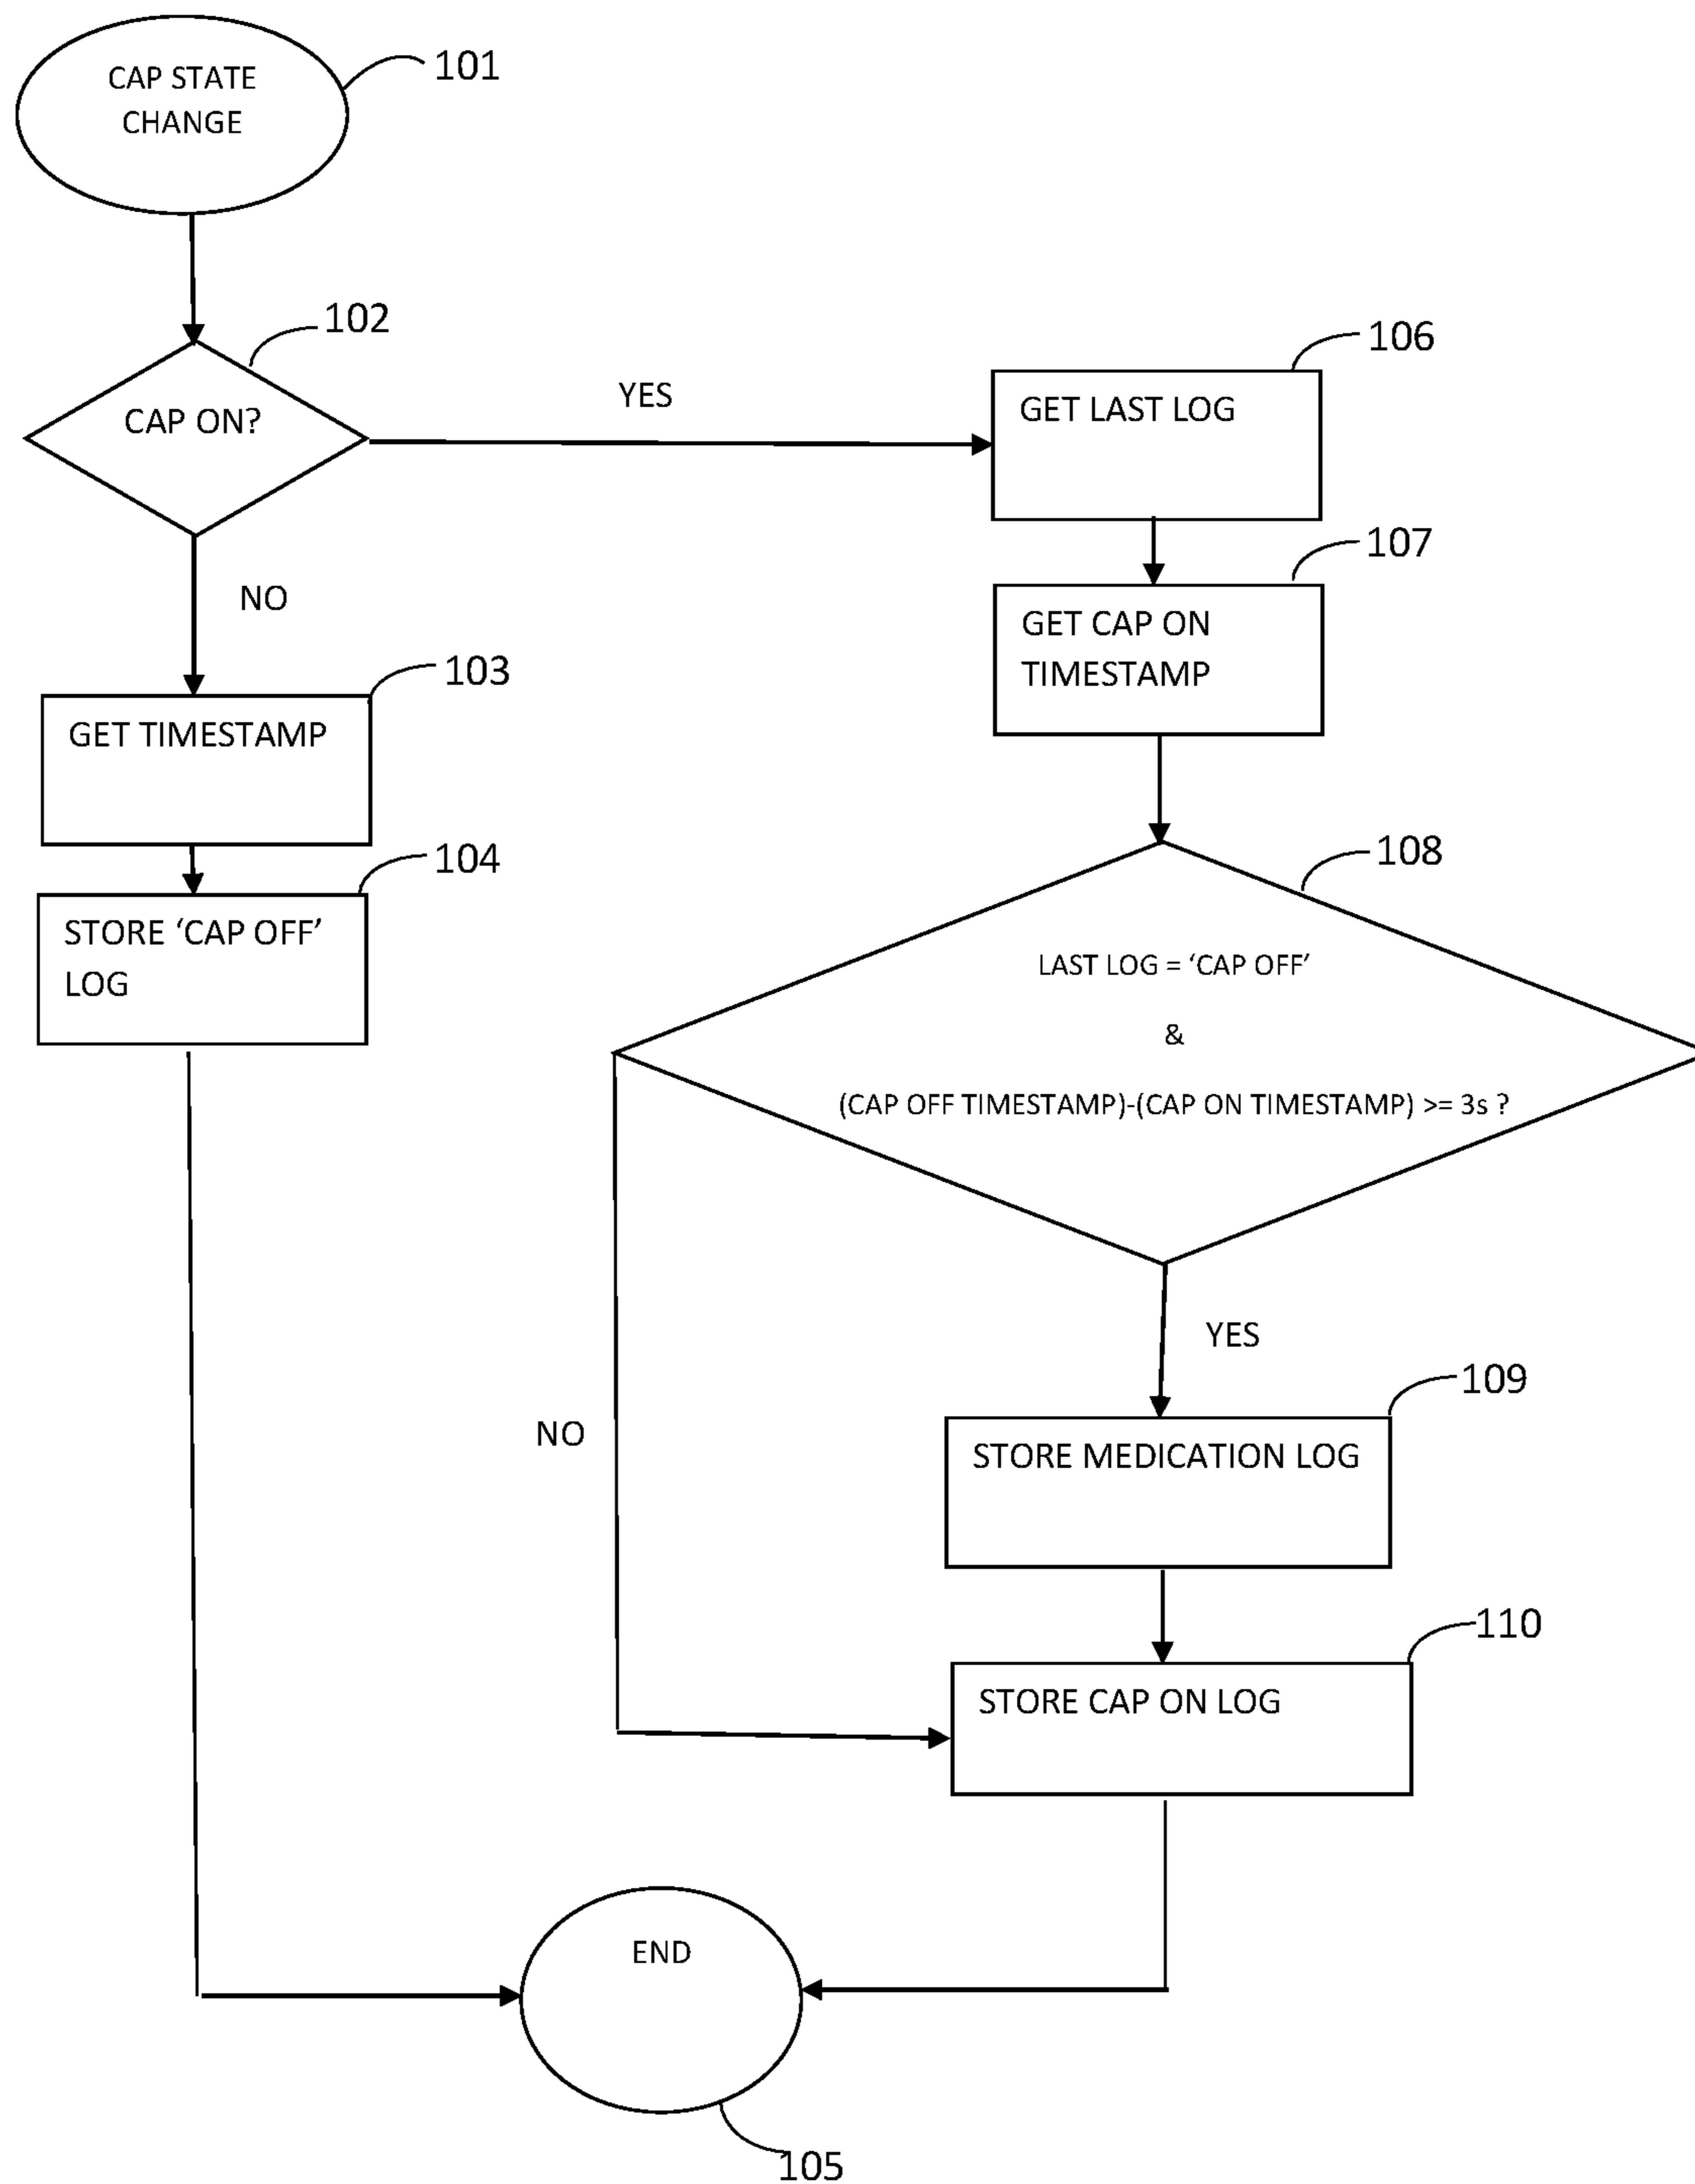 CAP STATE
CHANGE
101
102
CAP ON?
YES
NO
103
GET TIMESTAMP
104
STORE ‘CAP OFF’
LOG
106
GET LAST LOG
107
GET CAP ON
TIMESTAMP
108
LAST LOG = ‘CAP OFF’
&
(CAP OFF TIMESTAMP)-(CAP ON TIMESTAMP) >= 3s ?
YES
NO
109
STORE MEDICATION LOG
110
STORE CAP ON LOG
END
105